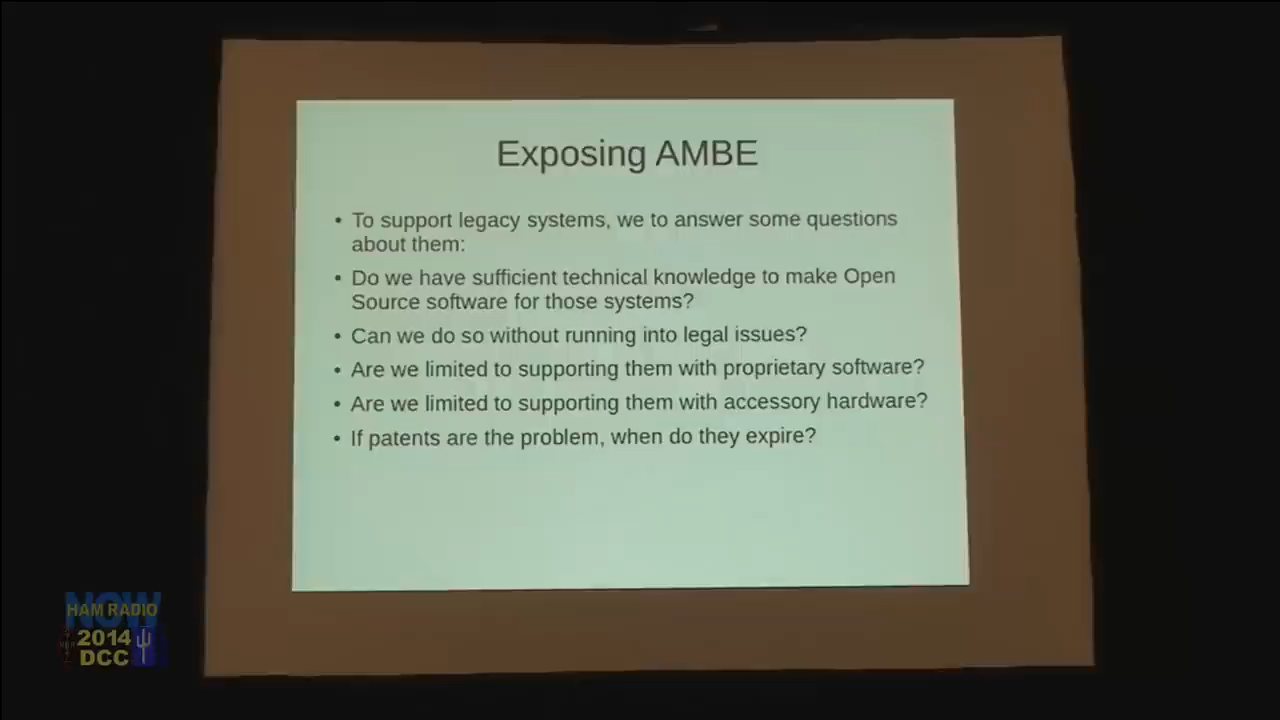 Exposing AMBE
• To support legacy systems, we to answer some questions
about them:
• Do we have sufficient technical knowledge to make Open
Source software for those systems?
• Can we do so without running into legal issues?
• Are we limited to supporting them with proprietary software?
• Are we limited to supporting them with accessory hardware?
• If patents are the problem, when do they expire?
NOW
HAM RADIO
2014
DCC